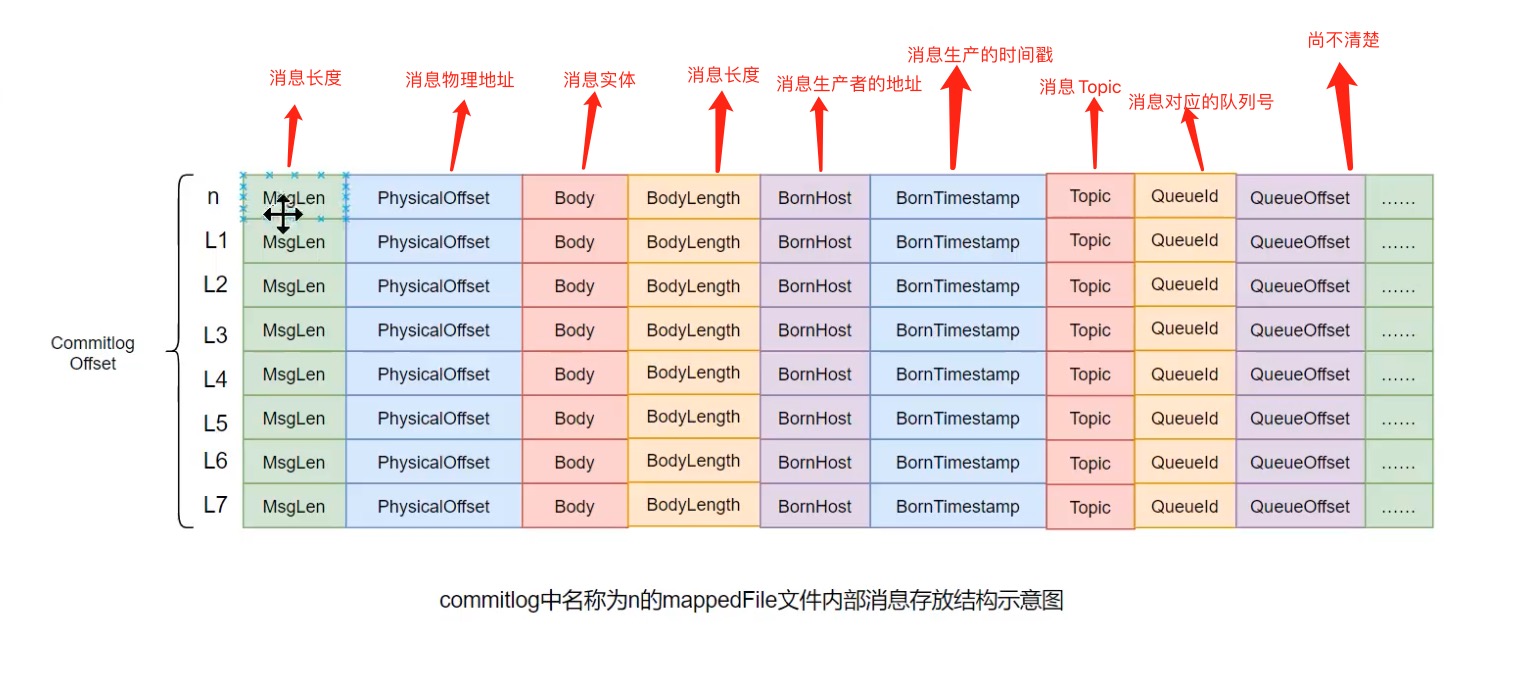 尚不清楚
消息生产的时间戳
消息长度
消息长度
消息物理地址
消息实体
消息生产者的地址
消息 Topic
消息对应的队列号
n MsgLen PhysicalOffset Body BodyLength BornHost BornTimestamp Topic QueueId QueueOffset ......
L1 MsgLen PhysicalOffset Body BodyLength BornHost BornTimestamp Topic QueueId QueueOffset ......
L2 MsgLen PhysicalOffset Body BodyLength BornHost BornTimestamp Topic QueueId QueueOffset ......
L3 MsgLen PhysicalOffset Body BodyLength BornHost BornTimestamp Topic QueueId QueueOffset ......
Commitlog
Offset
L4 MsgLen PhysicalOffset Body BodyLength BornHost BornTimestamp Topic QueueId QueueOffset ......
L5 MsgLen PhysicalOffset Body BodyLength BornHost BornTimestamp Topic QueueId QueueOffset ......
L6 MsgLen PhysicalOffset Body BodyLength BornHost BornTimestamp Topic QueueId QueueOffset ......
L7 MsgLen PhysicalOffset Body BodyLength BornHost BornTimestamp Topic QueueId QueueOffset ......
commitlog中名称为n的mappedFile文件内部消息存放结构示意图